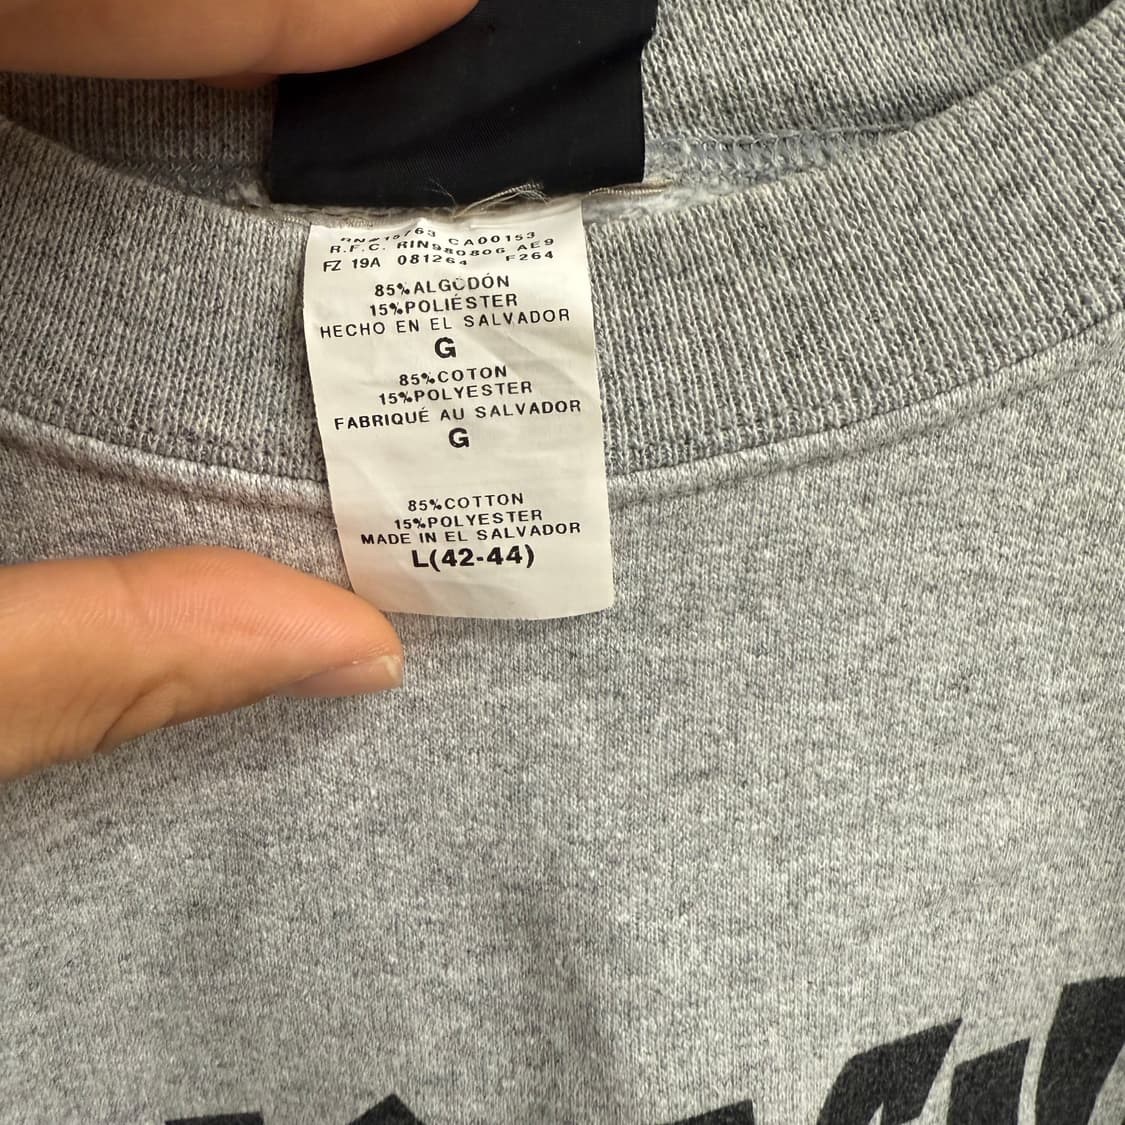 CA00153
R.F.C. RIN980806 AE9
FZ 19A 081264 F264
85%ALGODÓN
15%POLIÉSTER
HECHO EN EL SALVADOR
G
85%COTON
15%POLYESTER
FABRIQUÉ AU SALVADOR
G
85%COTTON
15%POLYESTER
MADE IN EL SALVADOR
L(42-44)